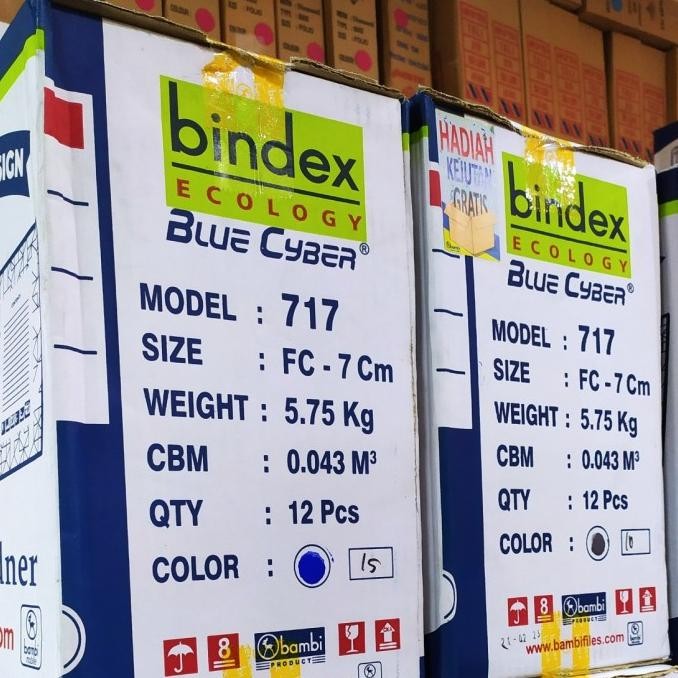 SIGN
bindex
ECOLOGY
BLUE CYBER®
MODEL : 717
SIZE : FC - 7 Cm
WEIGHT : 5.75 Kg
CBM : 0.043 M³
QTY : 12 Pcs
COLOR : 15
8
bambi
PRODUCT
bambi
HADIAH
KEJUTAN
GRATIS
bindex
ECOLOGY
BLUE CYBER®
MODEL : 717
SIZE : FC - 7 Cm
WEIGHT : 5.75 Kg
CBM : 0.043 M³
QTY : 12 Pcs
COLOR : 10
8
bambi
PRODUCT
www.bambifiles.com